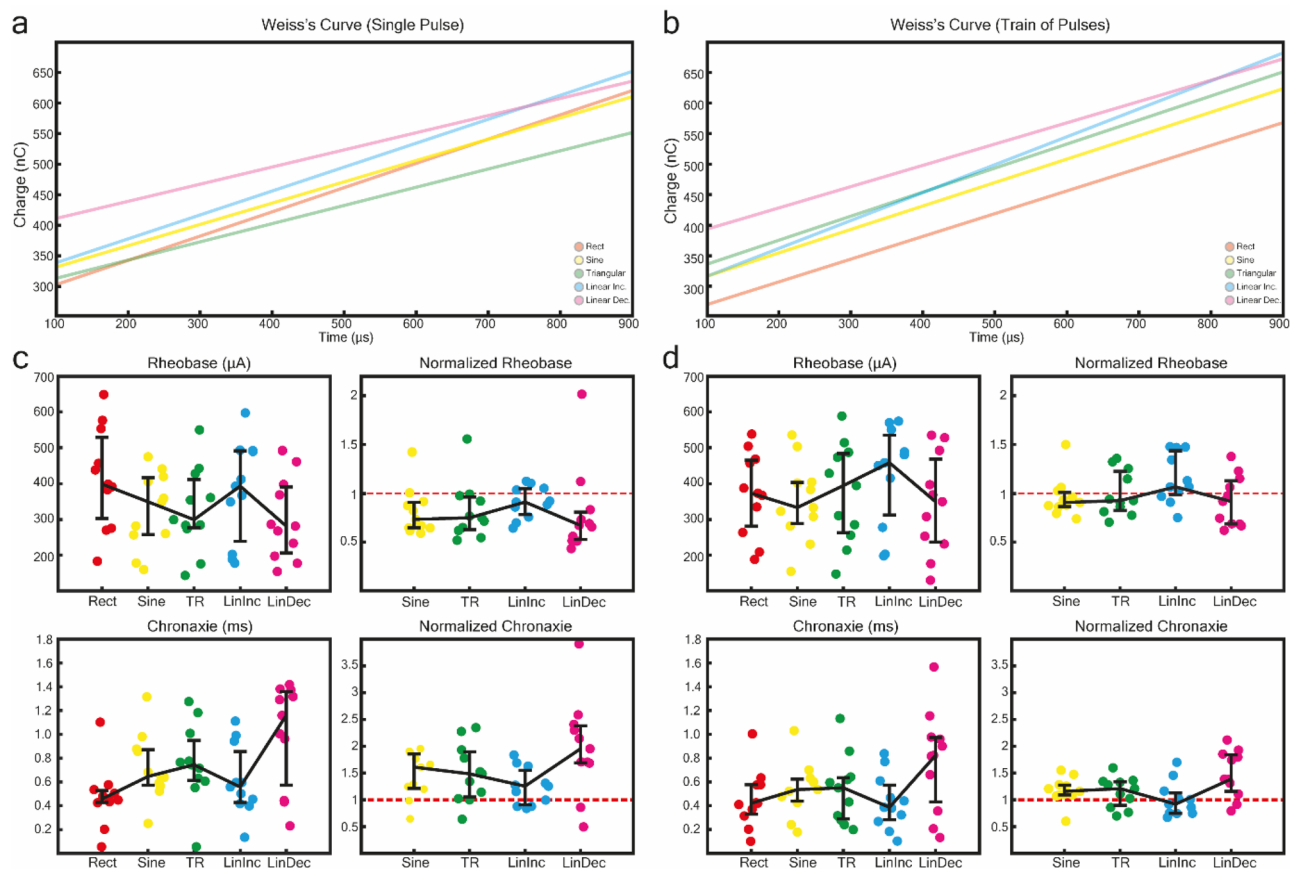 a
Weiss's Curve (Single Pulse)
Charge (nC)
650
600
550
500
450
400
350
300
Rect
Sine
Triangular
Linear Inc.
Linear Dec.
100 200 300 400 500 600 700 800 900
Time (µs)
b
Weiss's Curve (Train of Pulses)
Charge (nC)
650
600
550
500
450
400
350
300
Rect
Sine
Triangular
Linear Inc.
Linear Dec.
100 200 300 400 500 600 700 800 900
Time (µs)
c
Rheobase (µA)
700
600
500
400
300
200
Rect Sine TR LinInc LinDec
Normalized Rheobase
2
1.5
1
0.5
Sine TR LinInc LinDec
Chronaxie (ms)
1.8
1.6
1.4
1.2
1.0
0.8
0.6
0.4
0.2
Rect Sine TR LinInc LinDec
Normalized Chronaxie
3.5
3
2.5
2
1.5
1
0.5
Sine TR LinInc LinDec
d
Rheobase (µA)
700
600
500
400
300
200
Rect Sine TR LinInc LinDec
Normalized Rheobase
2
1.5
1
0.5
Sine TR LinInc LinDec
Chronaxie (ms)
1.8
1.6
1.4
1.2
1.0
0.8
0.6
0.4
0.2
Rect Sine TR LinInc LinDec
Normalized Chronaxie
3.5
3
2.5
2
1.5
1
0.5
Sine TR LinInc LinDec